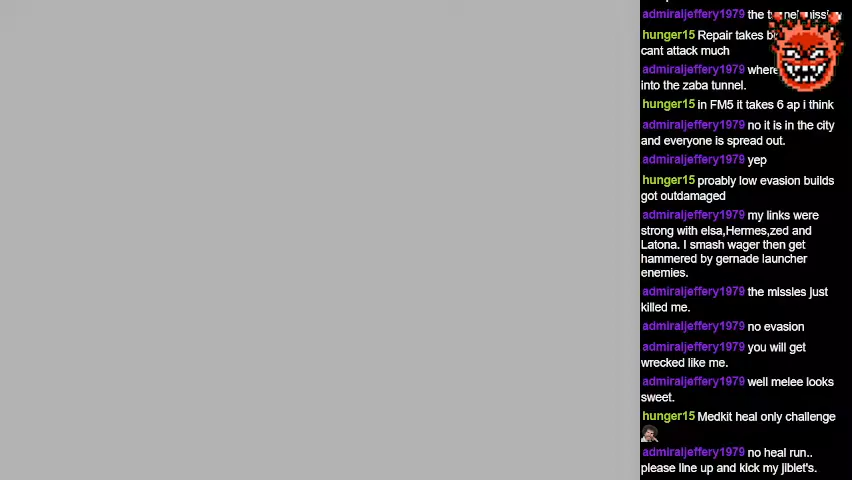 admiraljeffery1979 the tunnel missi
hunger15 Repair takes
cant attack much
admiraljeffery1979 where
into the zaba tunnel.
hunger15 in FM5 it takes 6 ap i think
admiraljeffery1979 no it is in the city
and everyone is spread out.
admiraljeffery1979 yep
hunger15 proably low evasion builds
got outdamaged
admiraljeffery1979 my links were
strong with elsa,Hermes,zed and
Latona. I smash wager then get
hammered by gernade launcher
enemies.
admiraljeffery1979 the missles just
killed me.
admiraljeffery1979 no evasion
admiraljeffery1979 you will get
wrecked like me.
admiraljeffery1979 well melee looks
sweet.
hunger15 Medkit heal only challenge
admiraljeffery1979 no heal run..
please line up and kick my jiblet's.